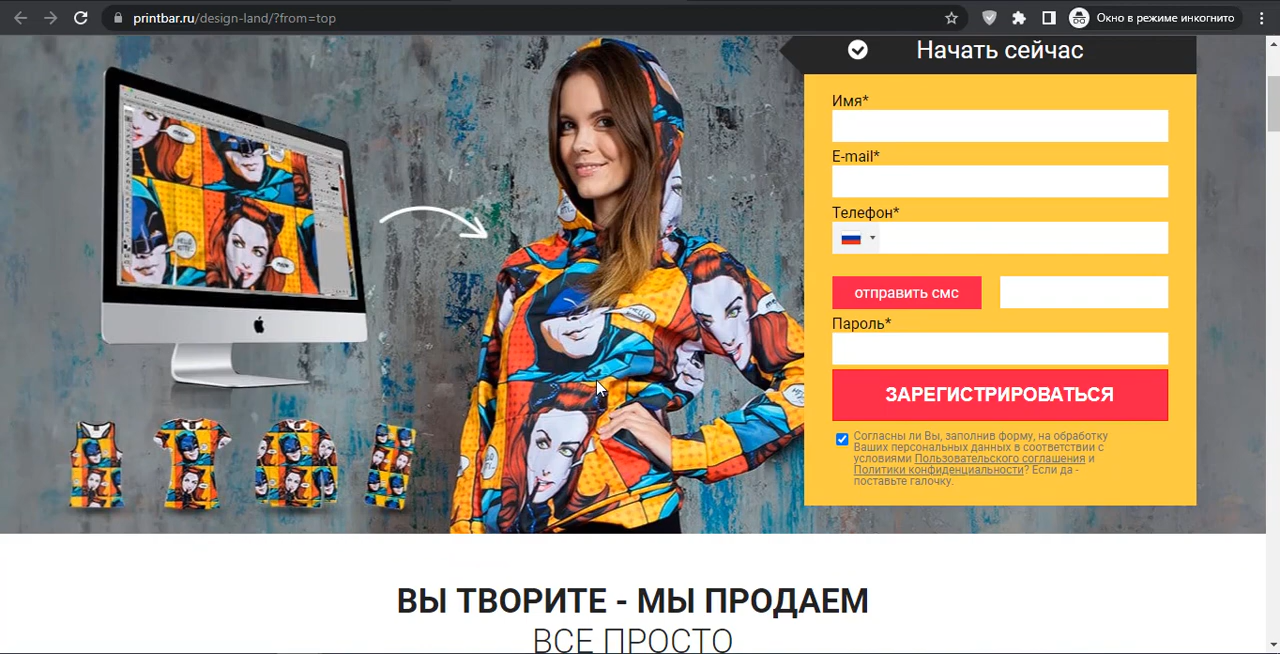 printbar.ru/design-land/?from=top
Окно в режиме инкогнито
Начать сейчас
Имя*
E-mail*
Телефон*
отправить смс
Пароль*
ЗАРЕГИСТРИРОВАТЬСЯ
Согласны ли Вы, заполнив форму, на обработку
Ваших персональных данных в соответствии с
условиями Пользовательского соглашения и
Политики конфиденциальности? Если да -
поставьте галочку.
ВЫ ТВОРИТЕ - МЫ ПРОДАЕМ
ВСЕ ПРОСТО